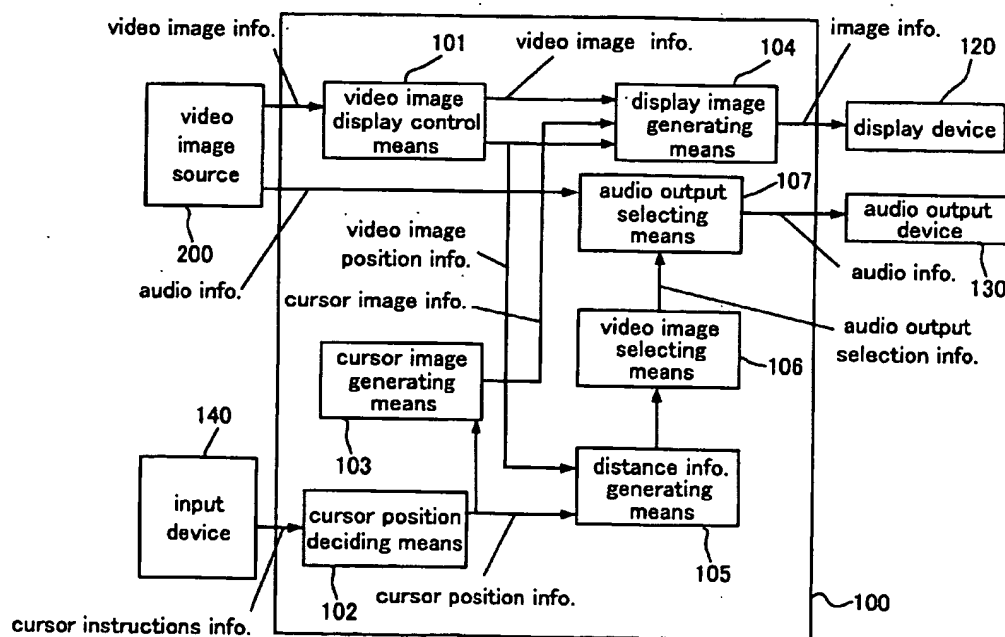 video image info.
101
video image info.
104
image info.
120
video
image
source
video image
display control
means
display image
generating
means
display device
107
audio output
selecting
means
audio output
device
200
video image
position info.
audio info.
130
audio info.
cursor image info.
video image
selecting
means
audio output
selection info.
106
cursor image
generating
means
140
103
distance info.
generating
means
input
device
cursor position
deciding means
105
102
cursor position info.
100
cursor instructions info.